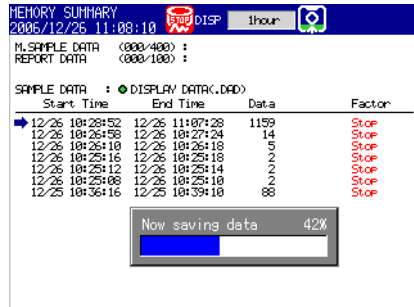 MEMORY SUMMARY
2006/12/26 11:08:10 STOP DISP 1hour
M.SAMPLE DATA (000/400) :
REPORT DATA (000/100) :
SAMPLE DATA : DISPLAY DATA(.DAD)
Start Time End Time Data Factor
12/26 10:28:52 12/26 11:07:28 1159 Stop
12/26 10:26:58 12/26 10:27:24 14 Stop
12/26 10:26:10 12/26 10:26:18 5 Stop
12/26 10:25:16 12/26 10:25:18 2 Stop
12/26 10:25:12 12/26 10:25:14 2 Stop
12/26 10:25:08 12/26 10:25:10 2 Stop
12/25 10:36:16 12/25 10:39:10 88 Stop
Now saving data 42%